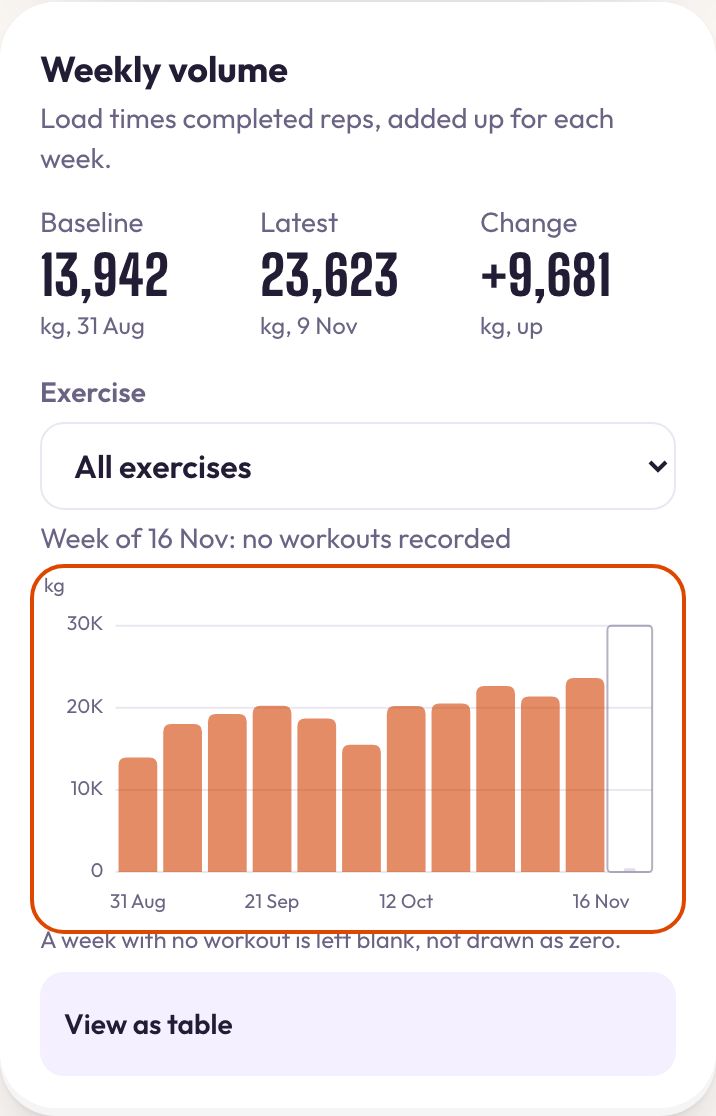 Weekly volume
Load times completed reps, added up for each
week.
Baseline
13,942
kg, 31 Aug
Latest
23,623
kg, 9 Nov
Change
+9,681
kg, up
Exercise
All exercises
Week of 16 Nov: no workouts recorded
kg
30K
20K
10K
0
31 Aug
21 Sep
12 Oct
16 Nov
A week with no workout is left blank, not drawn as zero.
View as table